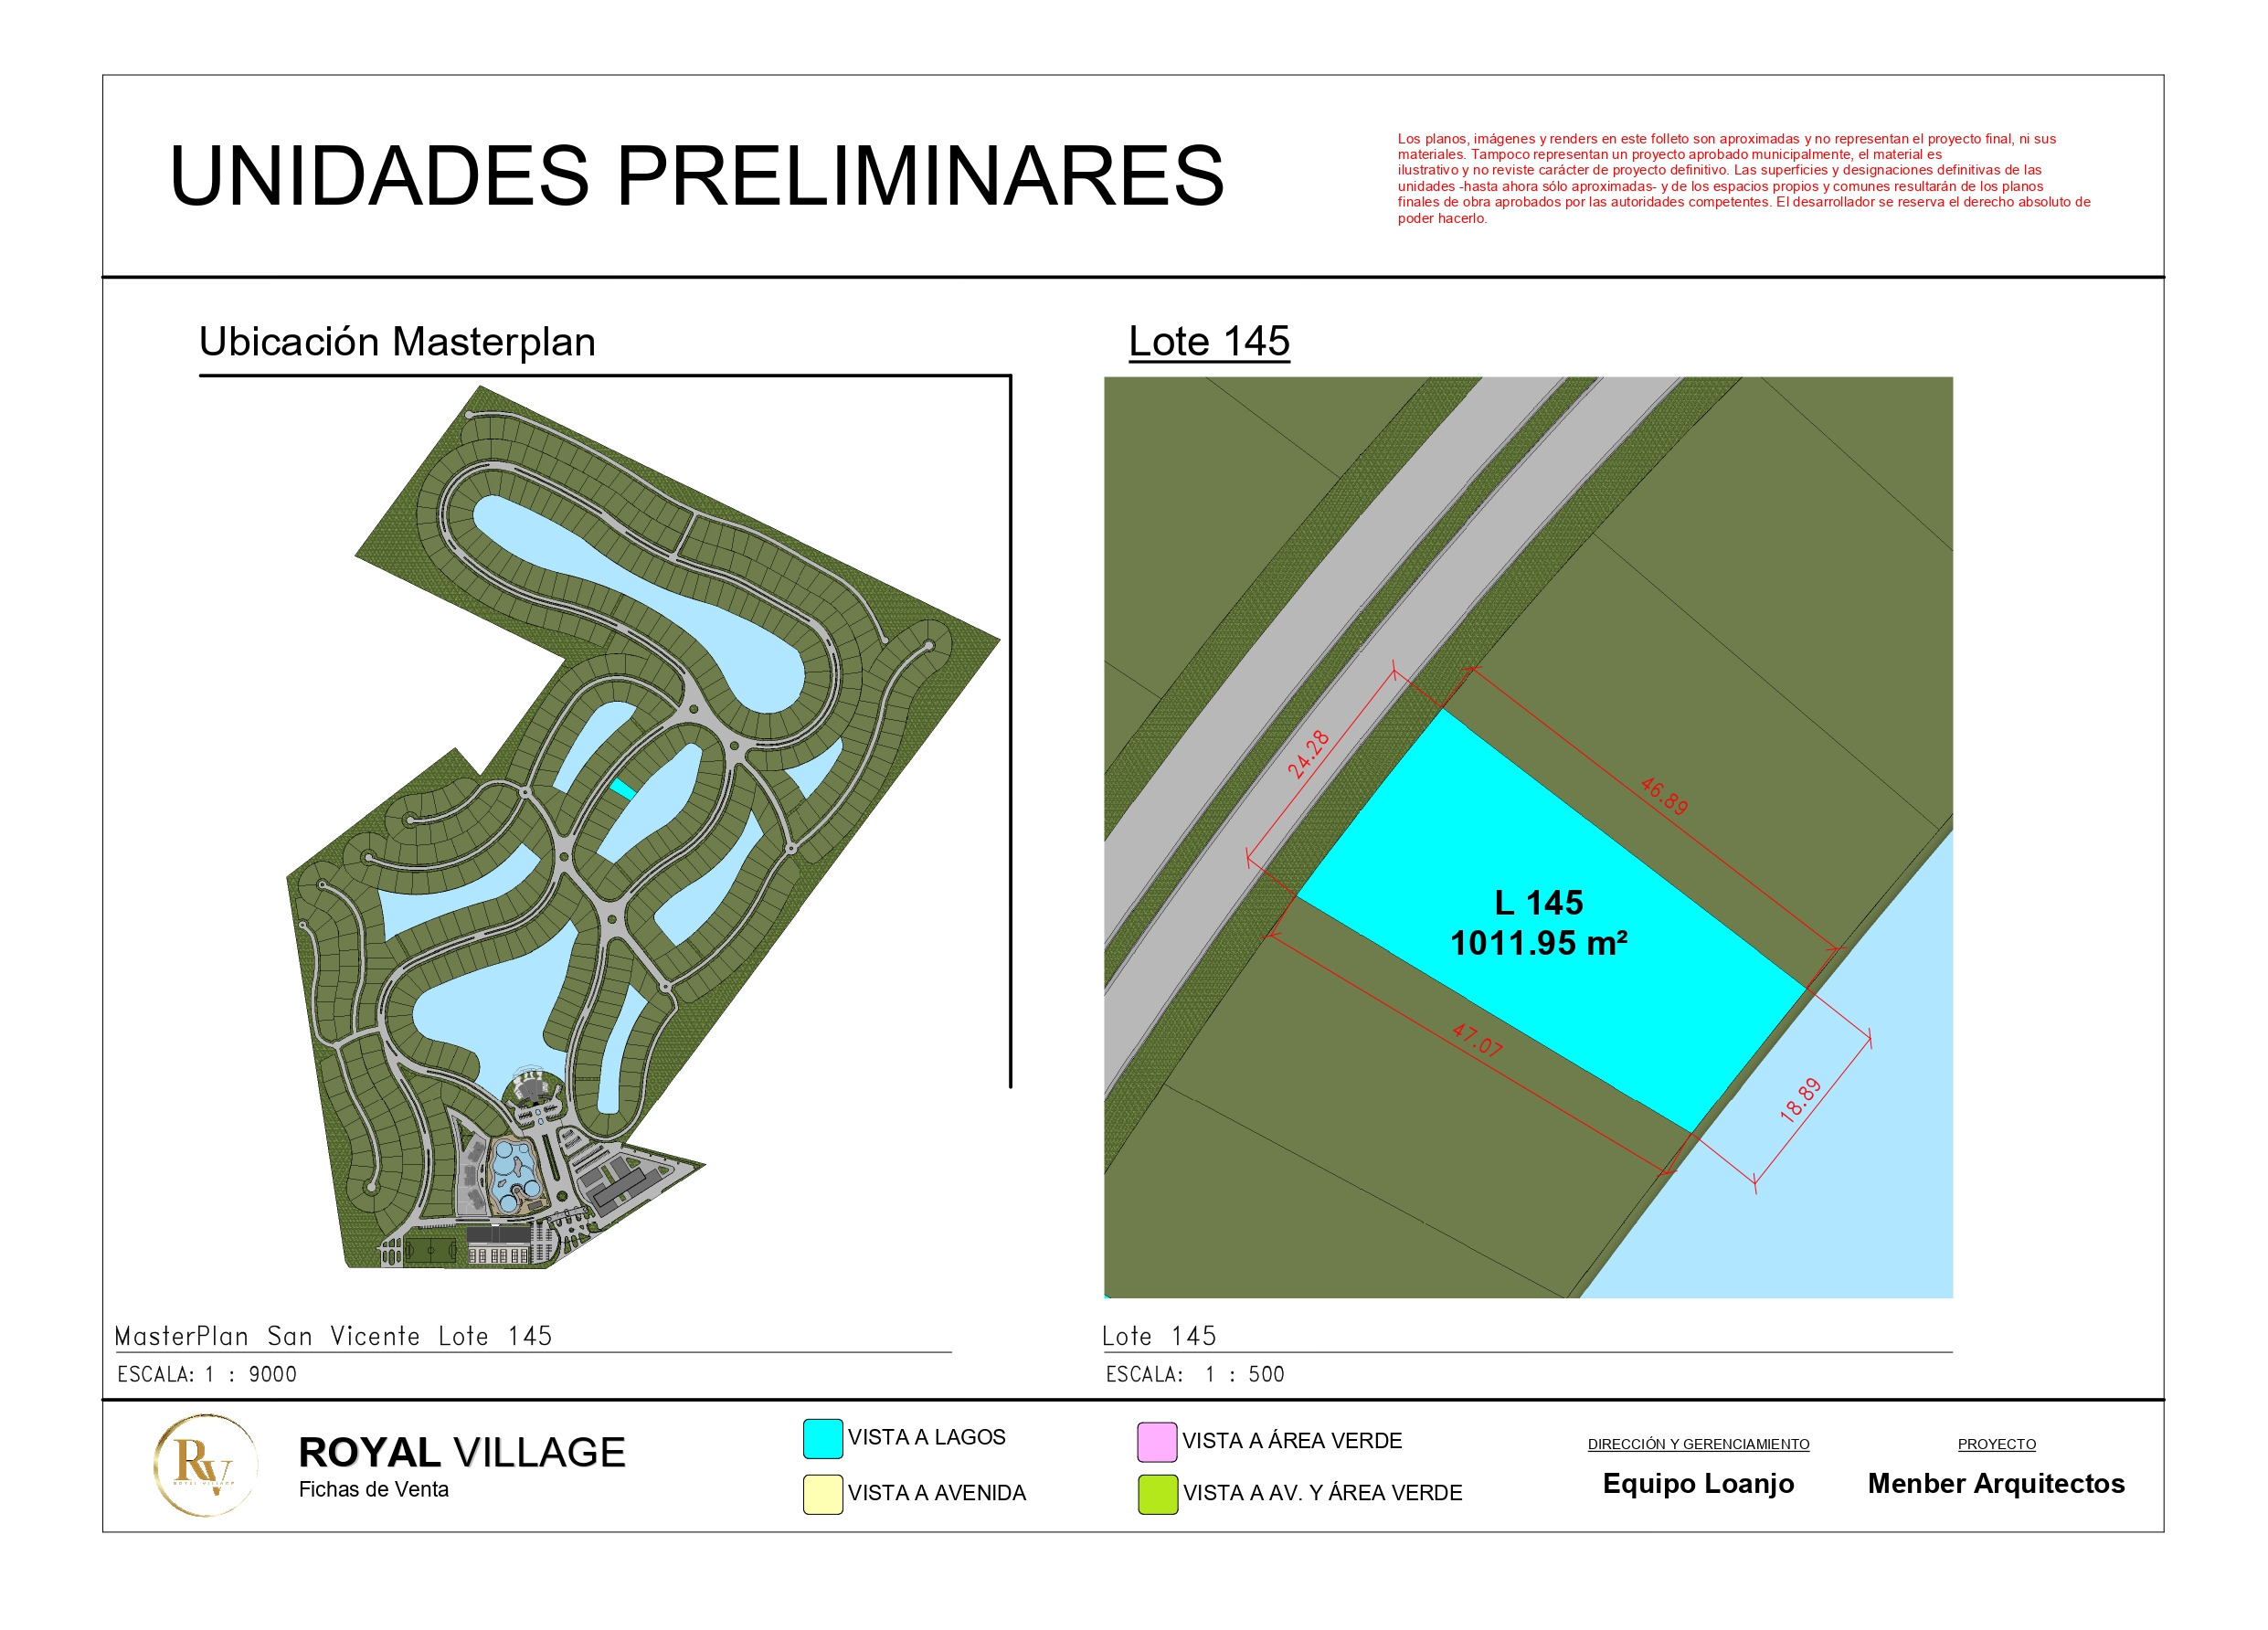 UNIDADES PRELIMINARES
Los planos, imágenes y renders en este folleto son aproximadas y no representan el proyecto final, ni sus
materiales. Tampoco representan un proyecto aprobado municipalmente, el material es
ilustrativo y no reviste carácter de proyecto definitivo. Las superficies y designaciones definitivas de las
unidades -hasta ahora sólo aproximadas- y de los espacios propios y comunes resultarán de los planos
finales de obra aprobados por las autoridades competentes. El desarrollador se reserva el derecho absoluto de
poder hacerlo.
Ubicación Masterplan
Lote 145
24.28
46.89
L 145
1011.95 m²
47.07
18.89
MasterPlan San Vicente Lote 145
ESCALA: 1 : 9000
Lote 145
ESCALA: 1 : 500
RV
ROYAL VILLAGE
ROYAL VILLAGE
Fichas de Venta
VISTA A LAGOS
VISTA A AVENIDA
VISTA A ÁREA VERDE
VISTA A AV. Y ÁREA VERDE
DIRECCIÓN Y GERENCIAMIENTO
Equipo Loanjo
PROYECTO
Menber Arquitectos